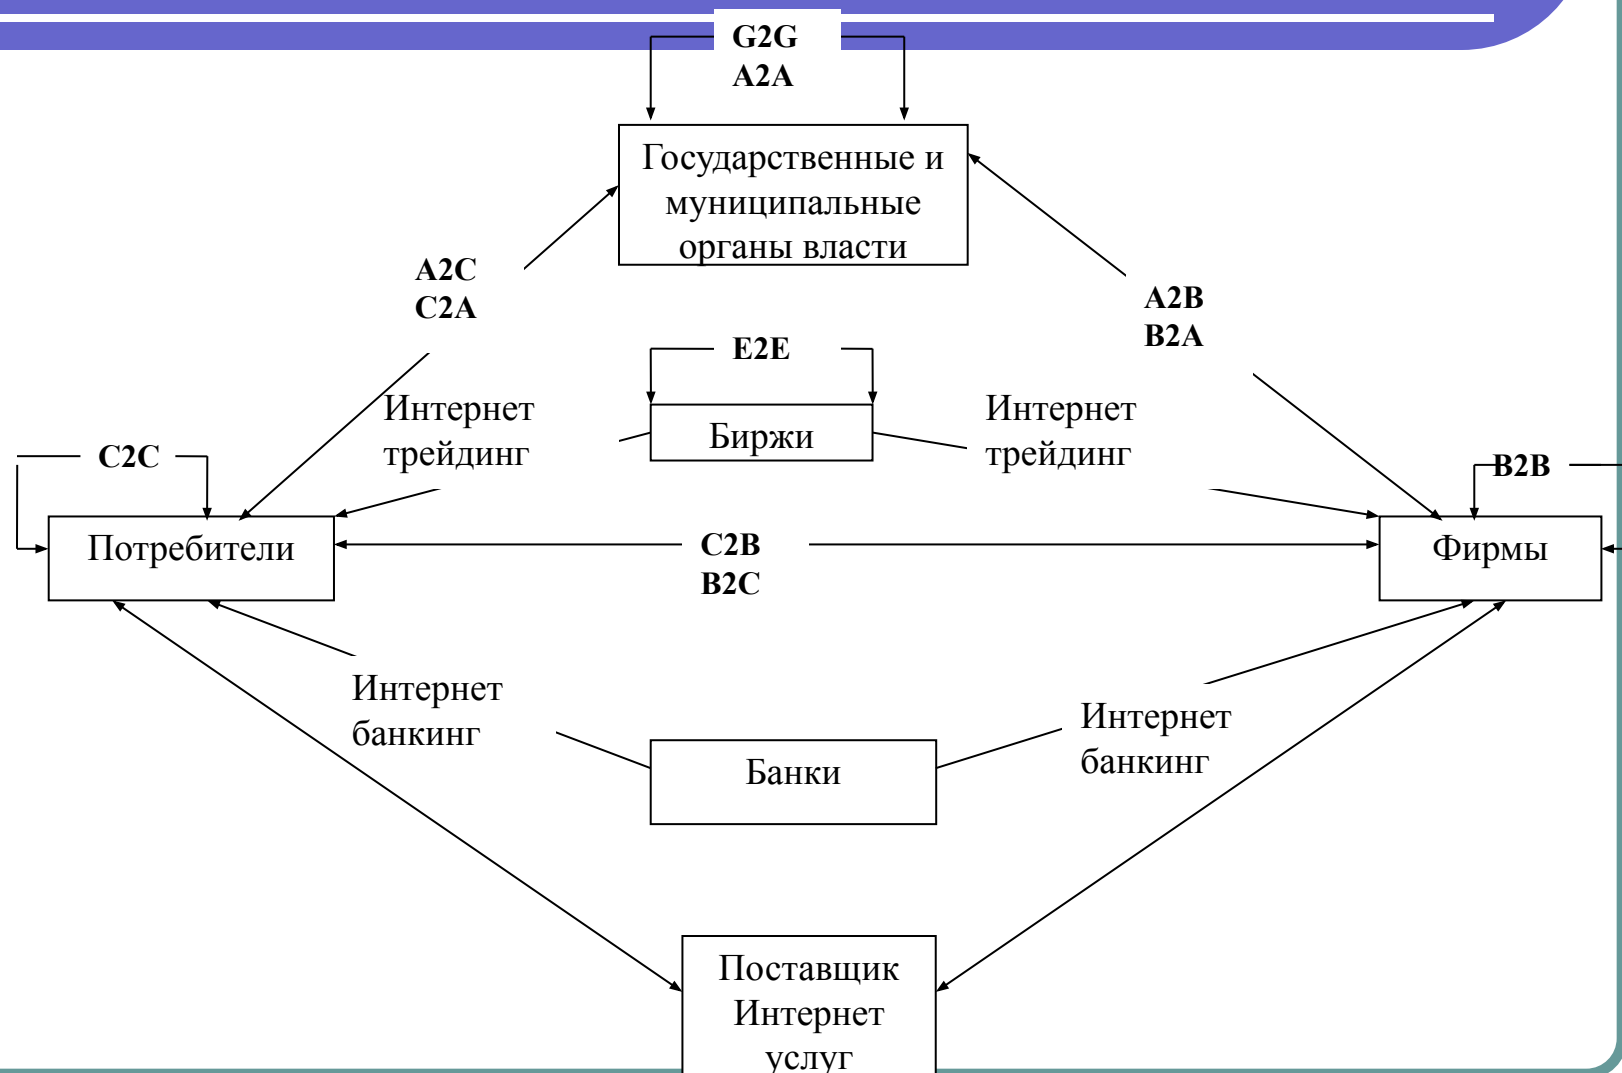 G2G
A2A
Государственные и
муниципальные
органы власти
A2C
C2A
A2B
B2A
E2E
Биржи
Интернет
трейдинг
Интернет
трейдинг
C2C
B2B
Потребители
C2B
B2C
Фирмы
Интернет
банкинг
Банки
Интернет
банкинг
Поставщик
Интернет
услуг